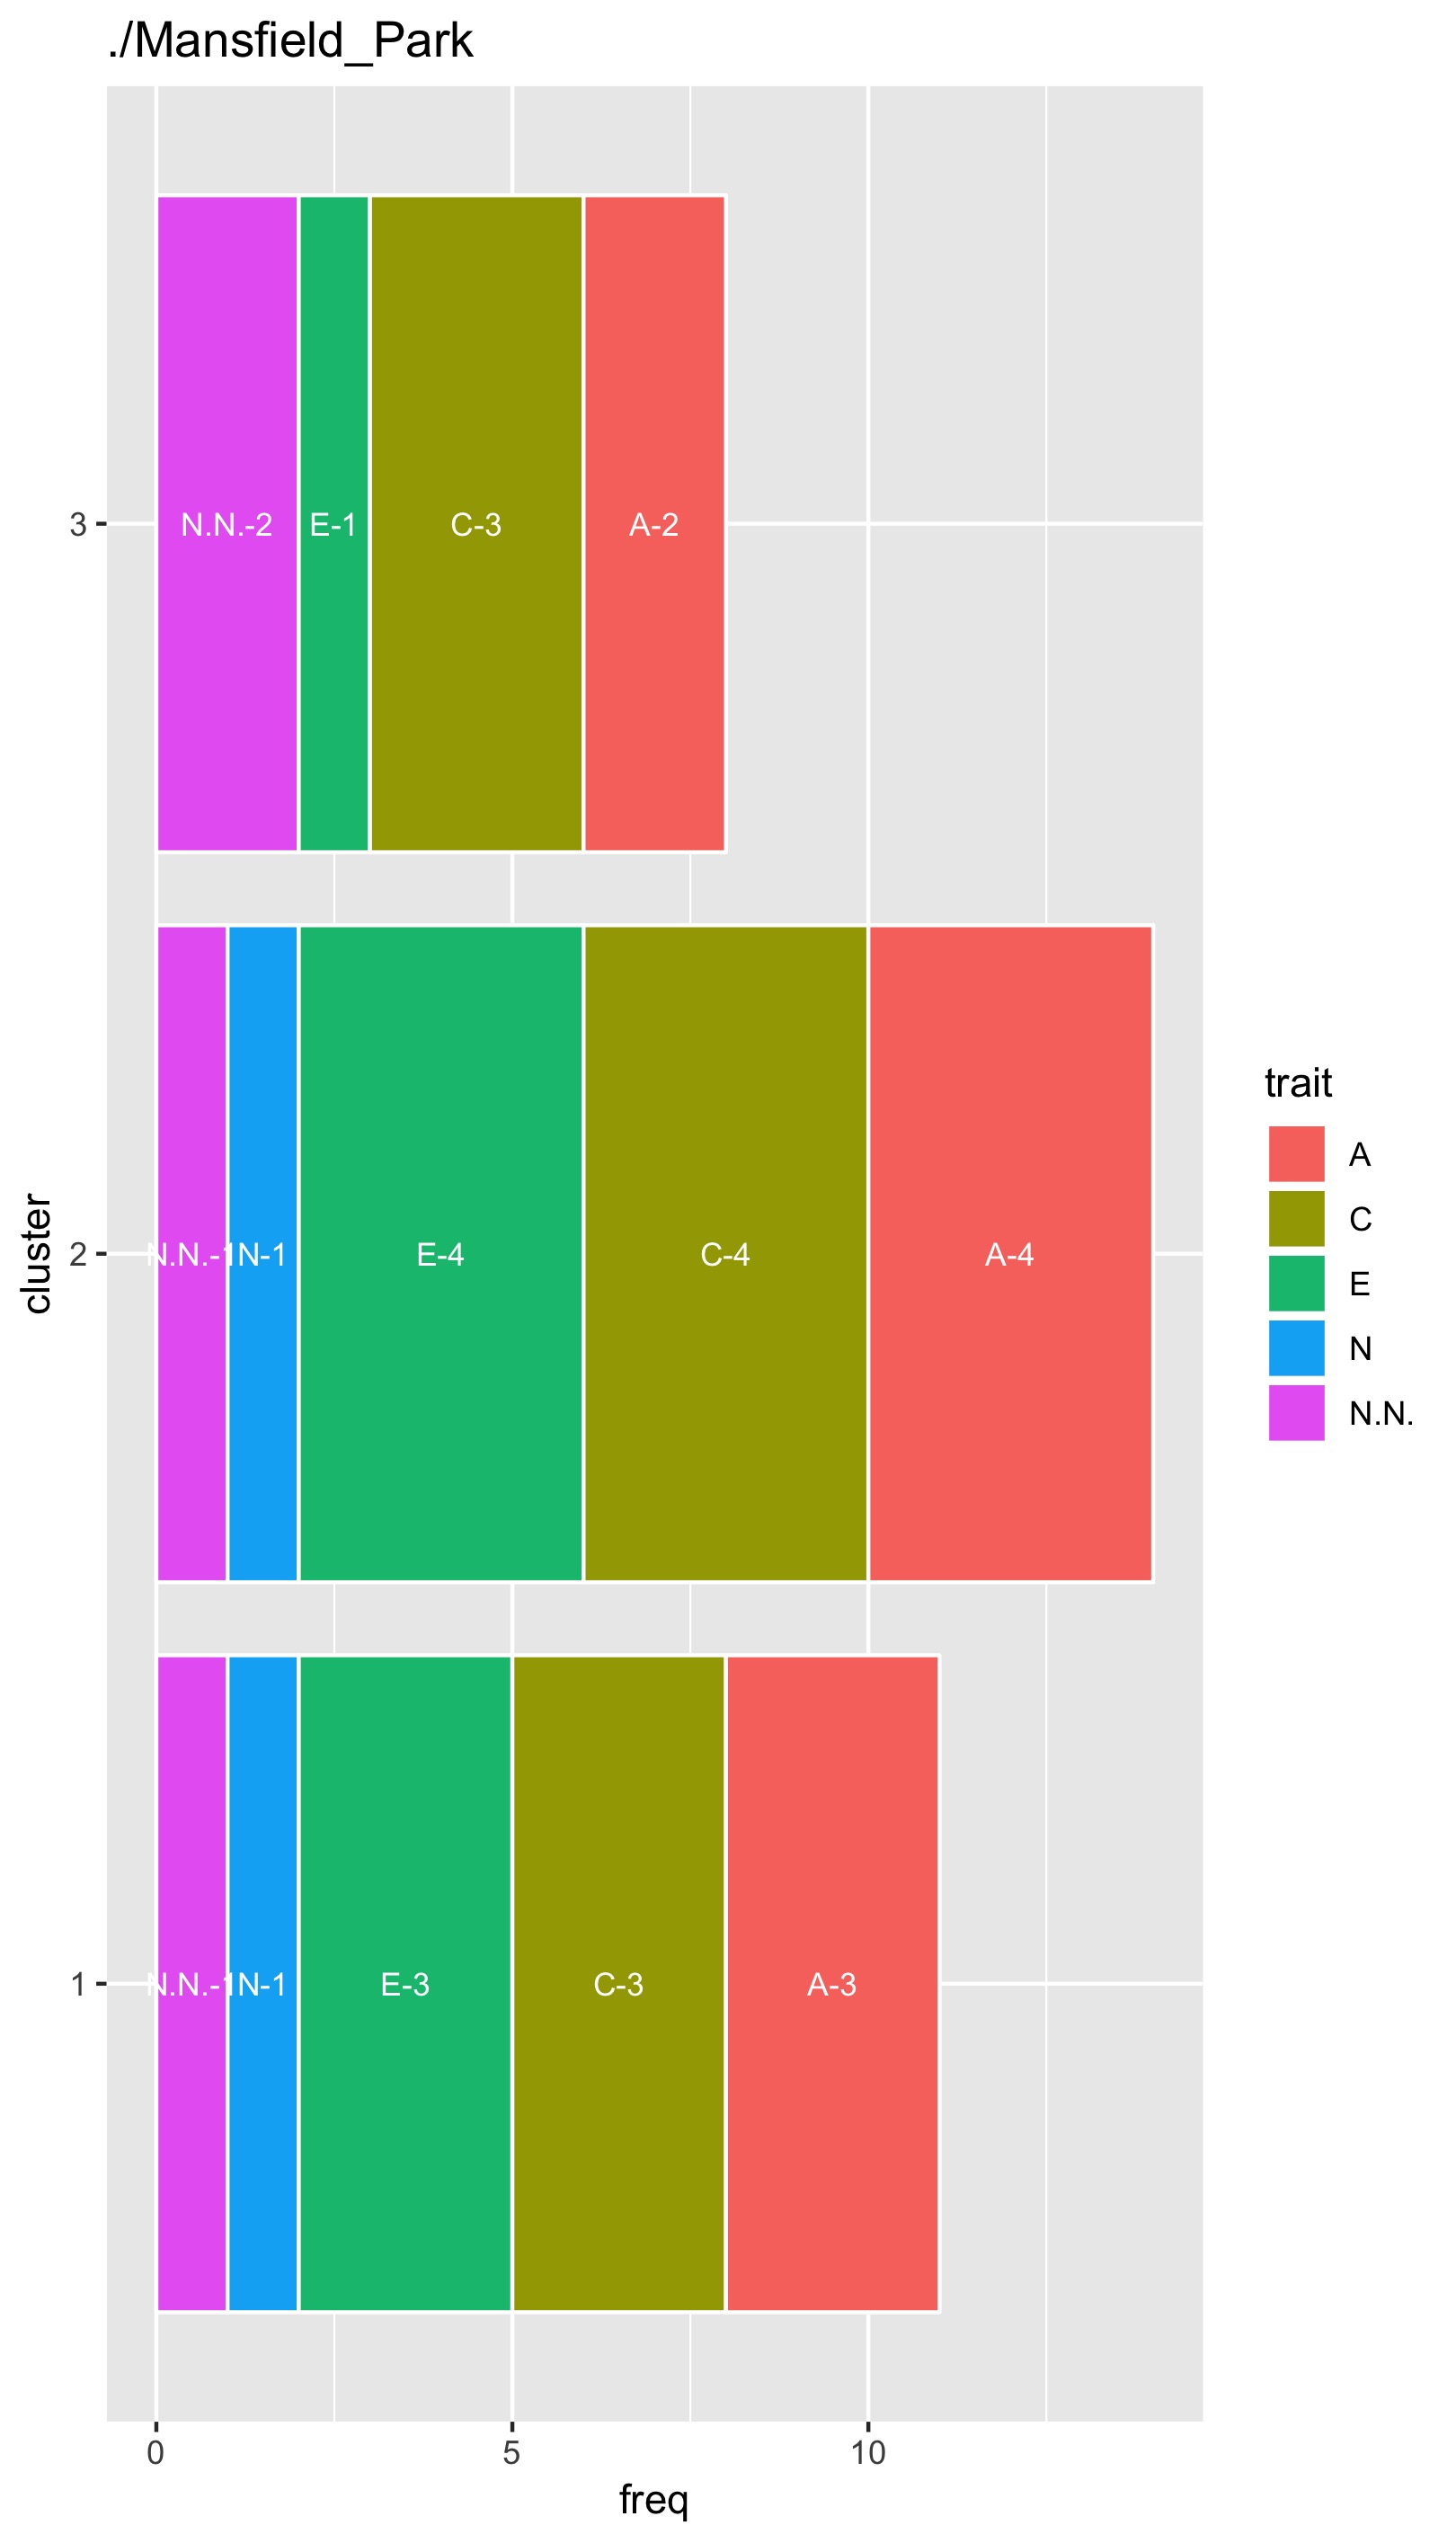 ./Mansfield_Park
3
N.N.-2 E-1 C-3 A-2
2
N.N.-1 N-1 E-4 C-4 A-4
1
N.N.-1 N-1 E-3 C-3 A-3
0 5 10
freq
cluster
trait
A
C
E
N
N.N.